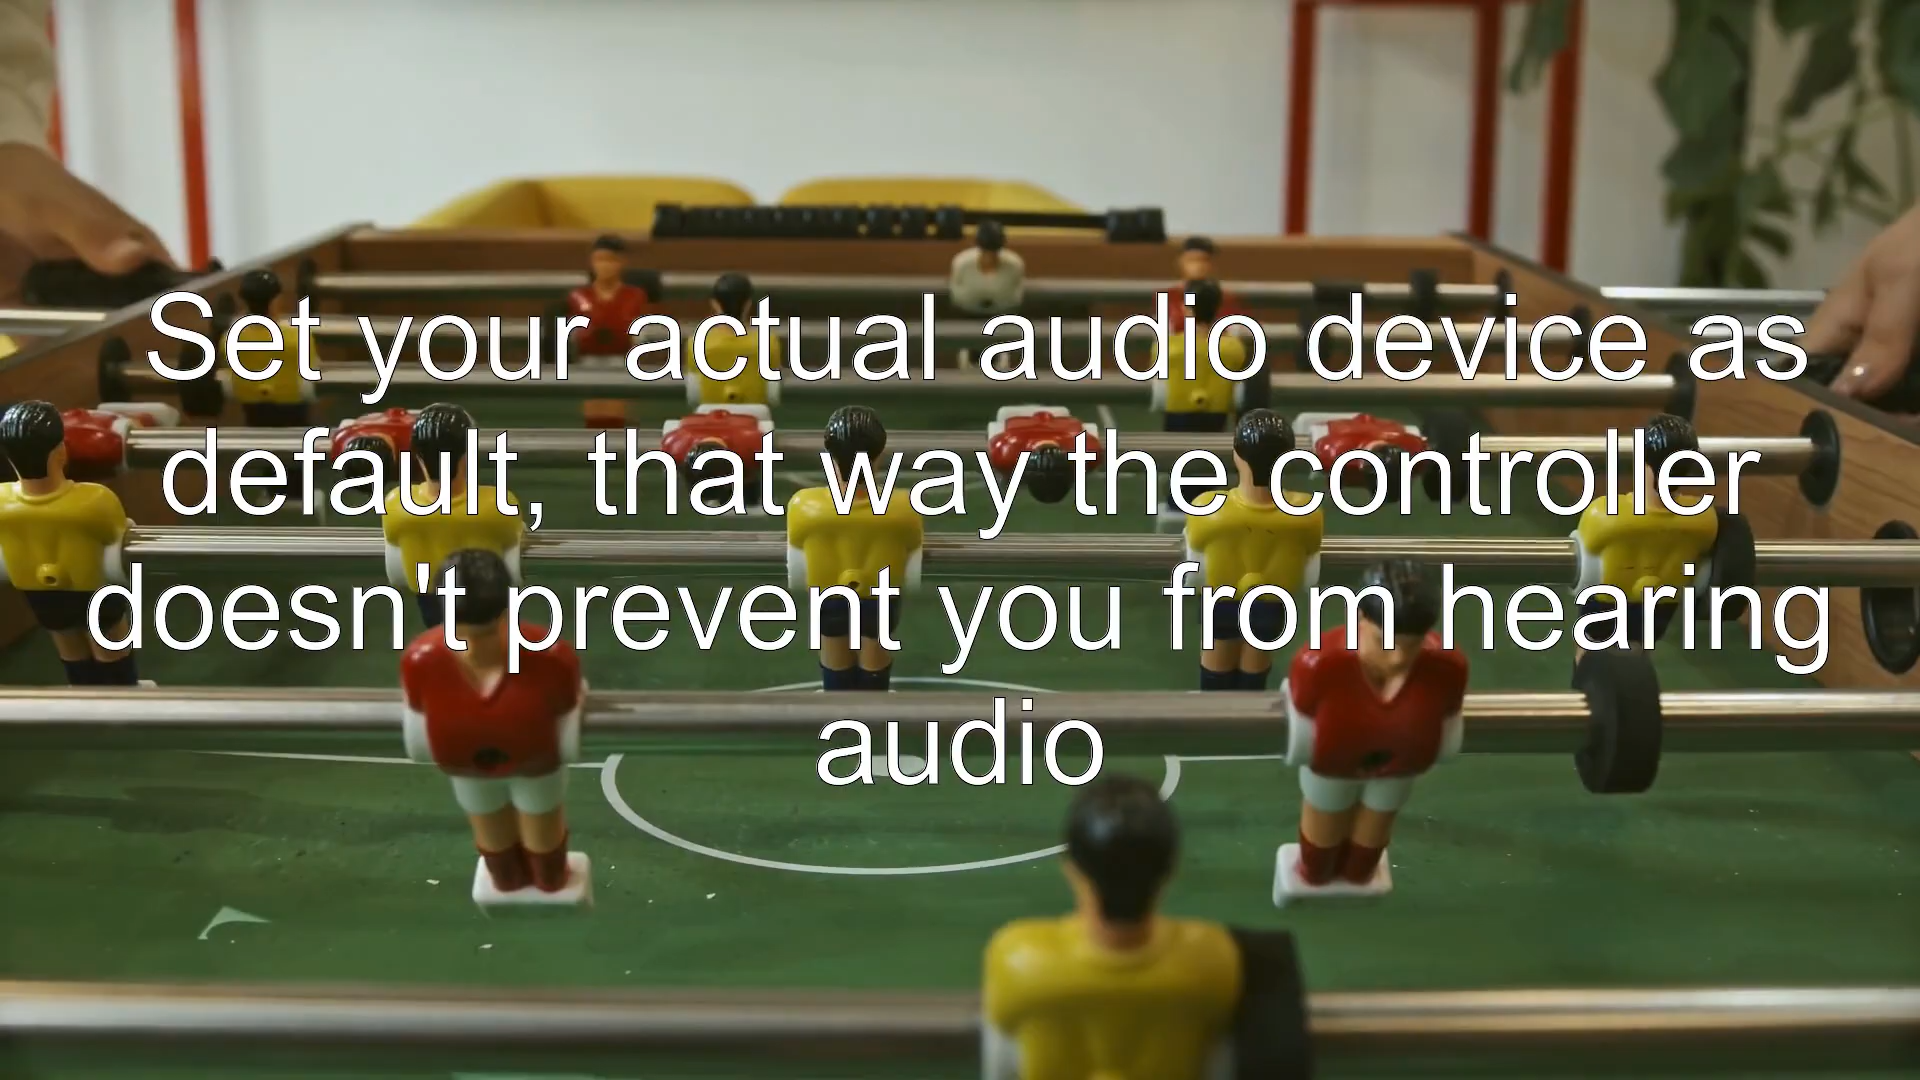 Set your actual audio device as
default, that way the controller
doesn't prevent you from hearing
audio